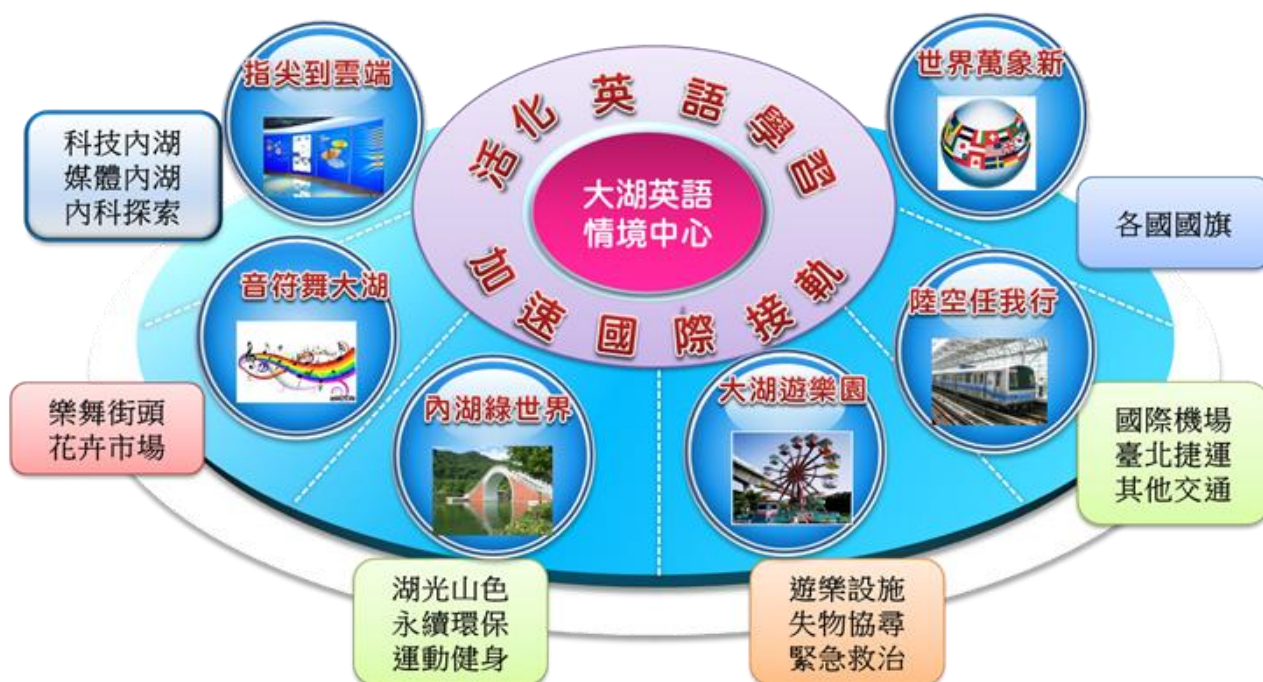 活化英語學習
大湖英語
情境中心
加速國際接軌
指尖到雲端
科技內湖
媒體內湖
內科探索
音符舞大湖
樂舞街頭
花卉市場
內湖綠世界
湖光山色
永續環保
運動健身
大湖遊樂園
遊樂設施
失物協尋
緊急救治
陸空任我行
國際機場
臺北捷運
其他交通
世界萬象新
各國國旗